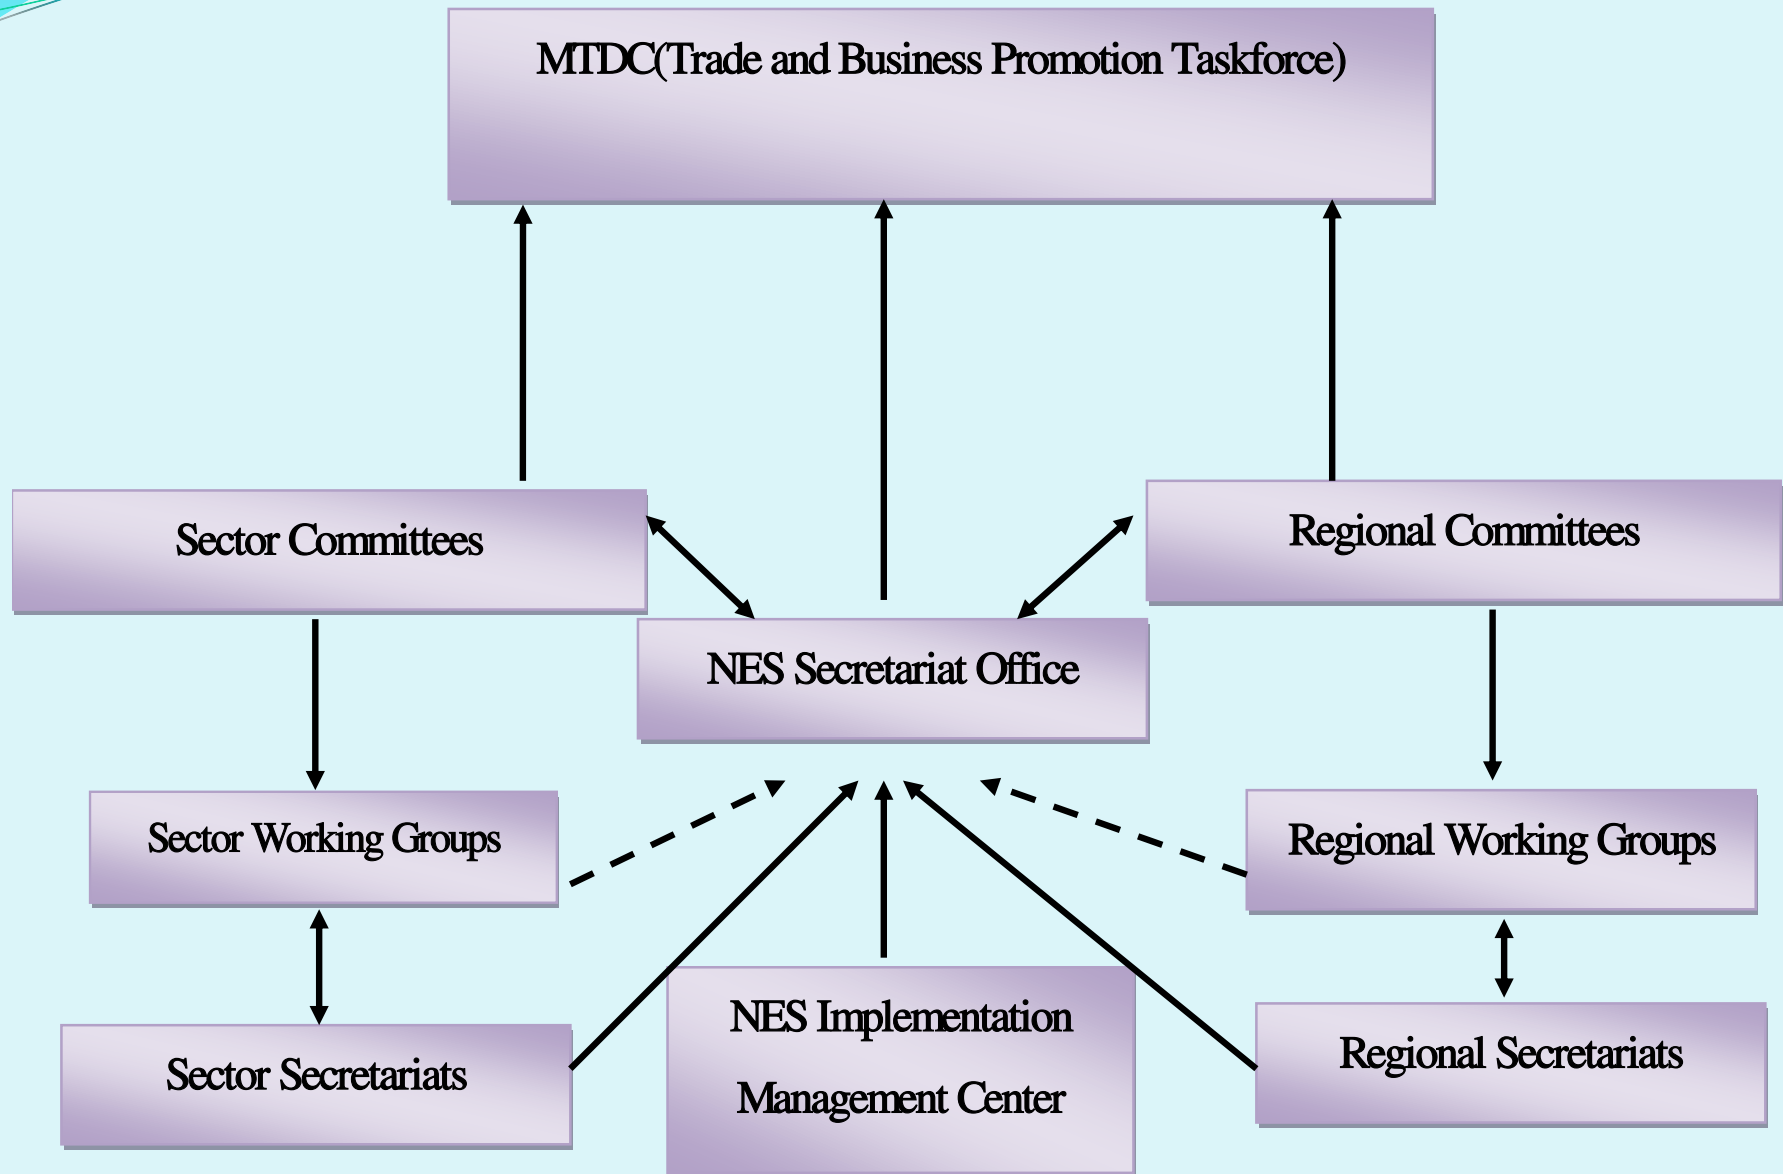 MTDC(Trade and Business Promotion Taskforce)
Sector Committees
Regional Committees
NES Secretariat Office
Sector Working Groups
Regional Working Groups
Sector Secretariats
NES Implementation
Management Center
Regional Secretariats